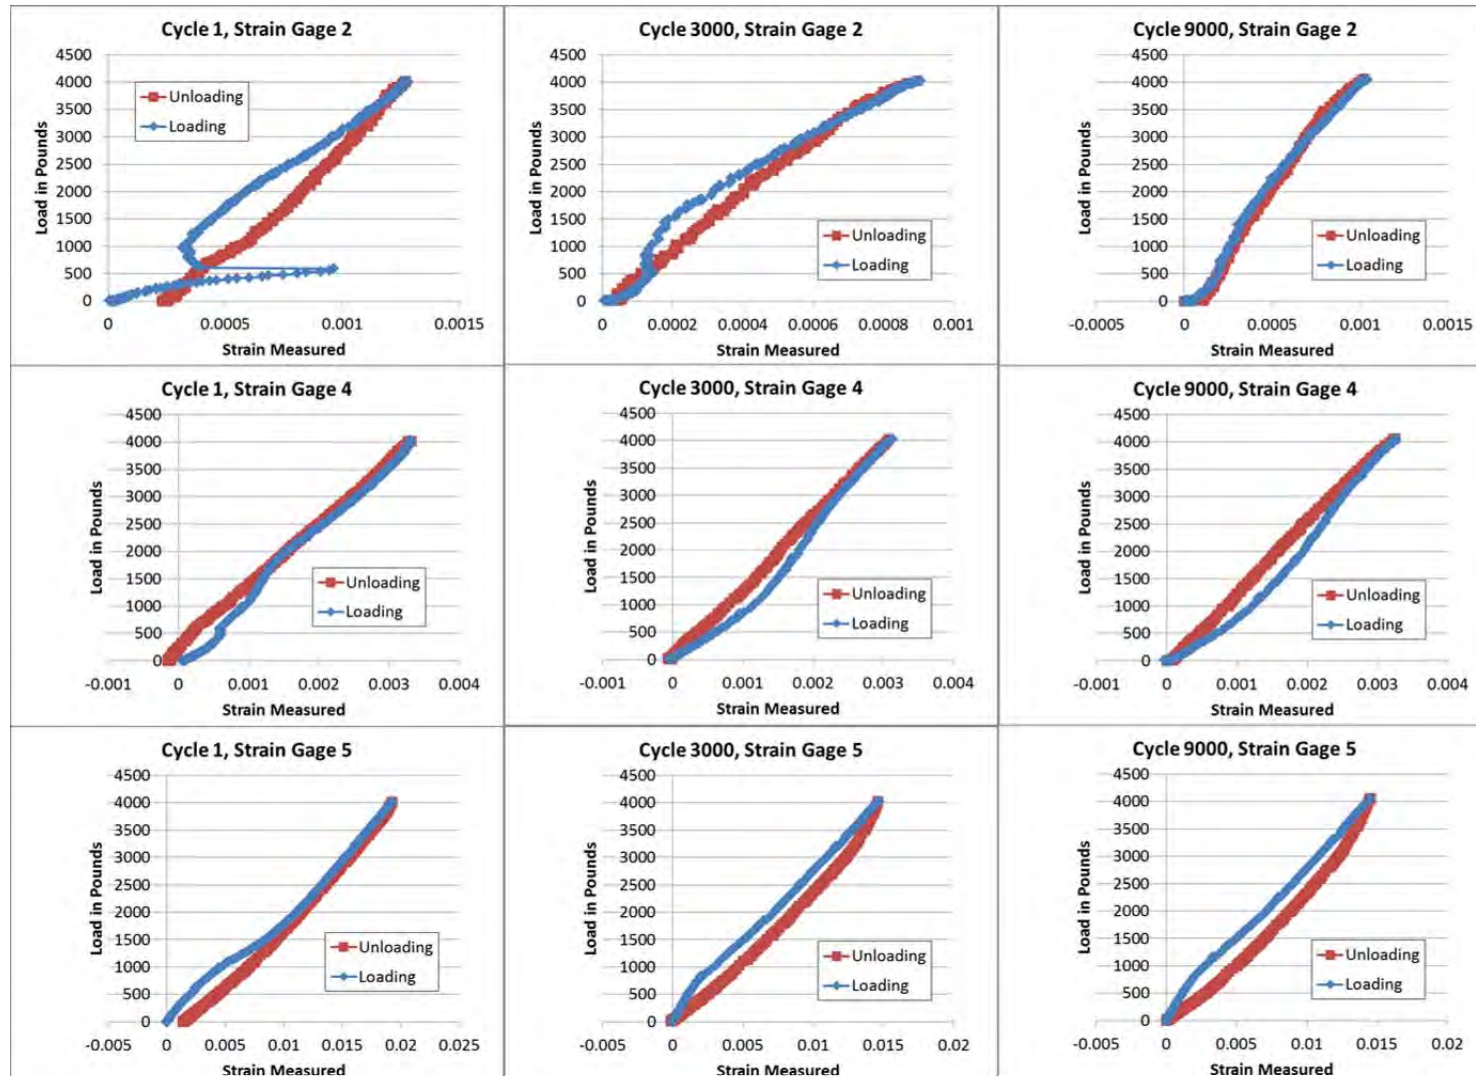 Cycle 1, Strain Gage 2
4500
4000
3500
3000
2500
2000
1500
1000
500
0
Load in Pounds
Unloading
Loading
0 0.0005 0.001 0.0015
Strain Measured
Cycle 3000, Strain Gage 2
4500
4000
3500
3000
2500
2000
1500
1000
500
0
Load in Pounds
Unloading
Loading
0 0.0002 0.0004 0.0006 0.0008 0.001
Strain Measured
Cycle 9000, Strain Gage 2
4500
4000
3500
3000
2500
2000
1500
1000
500
0
Load in Pounds
Unloading
Loading
-0.0005 0 0.0005 0.001 0.0015
Strain Measured
Cycle 1, Strain Gage 4
4500
4000
3500
3000
2500
2000
1500
1000
500
0
Load in Pounds
Unloading
Loading
-0.001 0 0.001 0.002 0.003 0.004
Strain Measured
Cycle 3000, Strain Gage 4
4500
4000
3500
3000
2500
2000
1500
1000
500
0
Load in Pounds
Unloading
Loading
-0.001 0 0.001 0.002 0.003 0.004
Strain Measured
Cycle 9000, Strain Gage 4
4500
4000
3500
3000
2500
2000
1500
1000
500
0
Load in Pounds
Unloading
Loading
-0.001 0 0.001 0.002 0.003 0.004
Strain Measured
Cycle 1, Strain Gage 5
4500
4000
3500
3000
2500
2000
1500
1000
500
0
Load in Pounds
Unloading
Loading
-0.005 0 0.005 0.01 0.015 0.02 0.025
Strain Measured
Cycle 3000, Strain Gage 5
4500
4000
3500
3000
2500
2000
1500
1000
500
0
Load in Pounds
Unloading
Loading
-0.005 0 0.005 0.01 0.015 0.02
Strain Measured
Cycle 9000, Strain Gage 5
4500
4000
3500
3000
2500
2000
1500
1000
500
0
Load in Pounds
Unloading
Loading
-0.005 0 0.005 0.01 0.015 0.02
Strain Measured